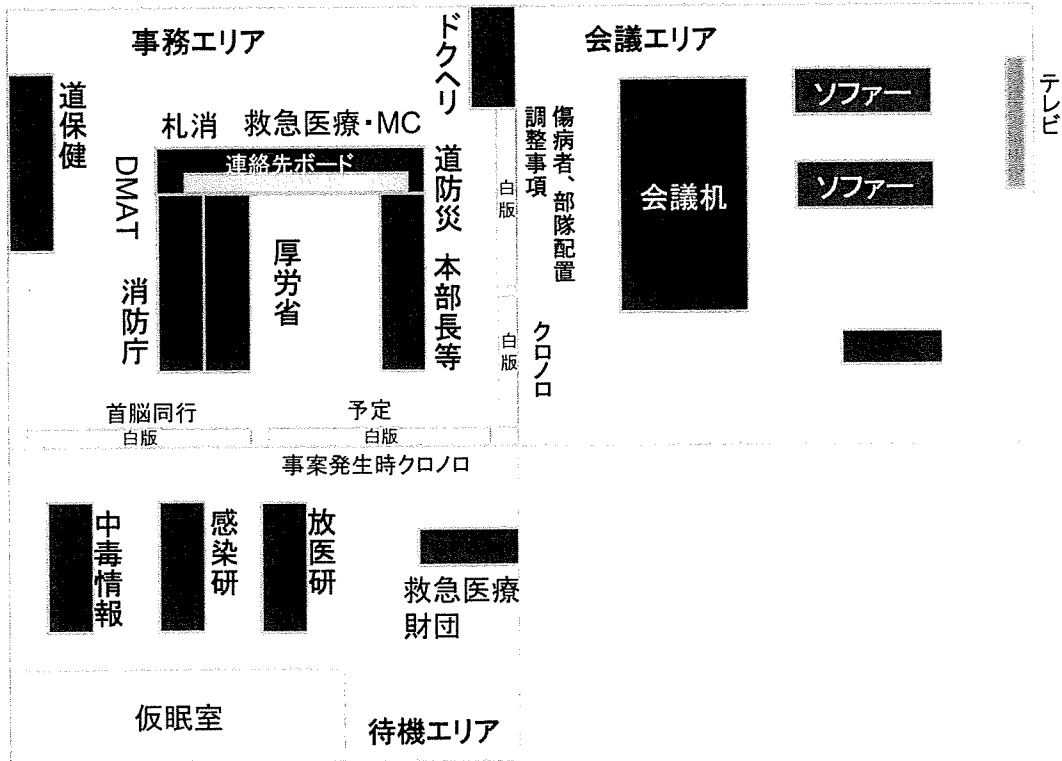 事務エリア
ドクヘリ
会議エリア
道保健
札消
救急医療・MC
連絡先ボード
DMAT
消防庁
厚労省
道防災
本部長等
白版
傷病者、部隊配置
調整事項
白版
クロノロ
会議机
ソファー
ソファー
テレビ
首脳同行
予定
白版
白版
事案発生時クロノロ
中毒情報
感染研
放医研
救急医療
財団
仮眠室
待機エリア